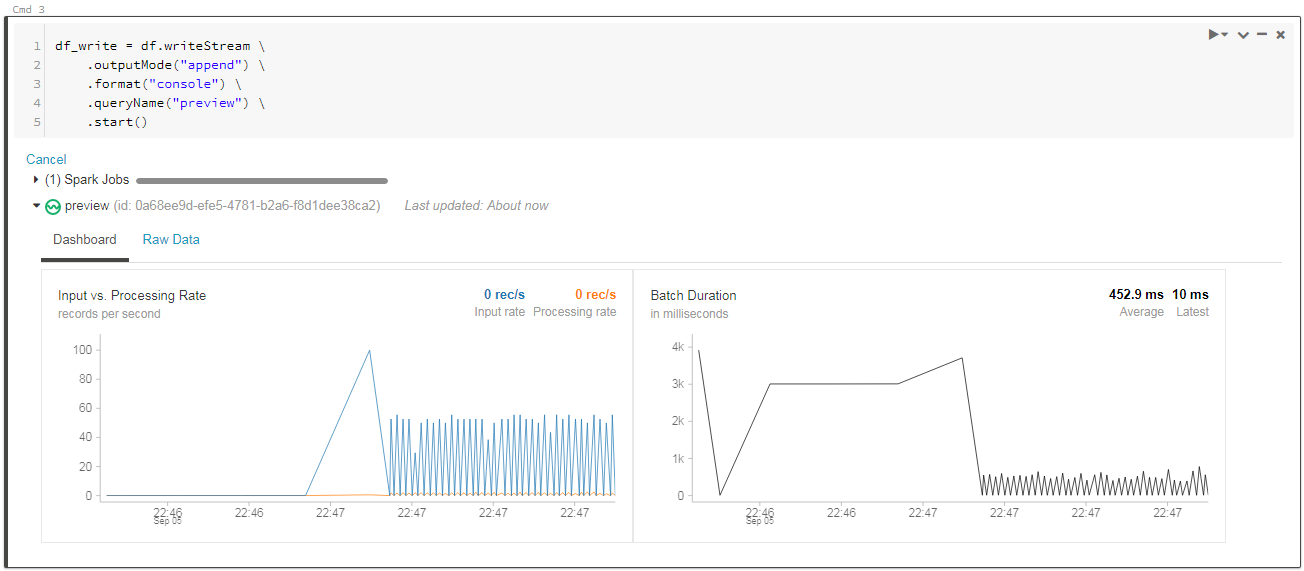 Cmd 3
1 df_write = df.writeStream \
2 .outputMode("append") \
3 .format("console") \
4 .queryName("preview") \
5 .start()
Cancel
(1) Spark Jobs
preview (id: 0a68ee9d-efe5-4781-b2a6-f8d1dee38ca2) Last updated: About now
Dashboard Raw Data
Input vs. Processing Rate
records per second
0 rec/s 0 rec/s
Input rate Processing rate
100
80
60
40
20
0
22:46 22:46 22:47 22:47 22:47 22:47
Sep 05
Batch Duration
in milliseconds
452.9 ms 10 ms
Average Latest
4k
3k
2k
1k
0
22:46 22:46 22:47 22:47 22:47 22:47
Sep 05